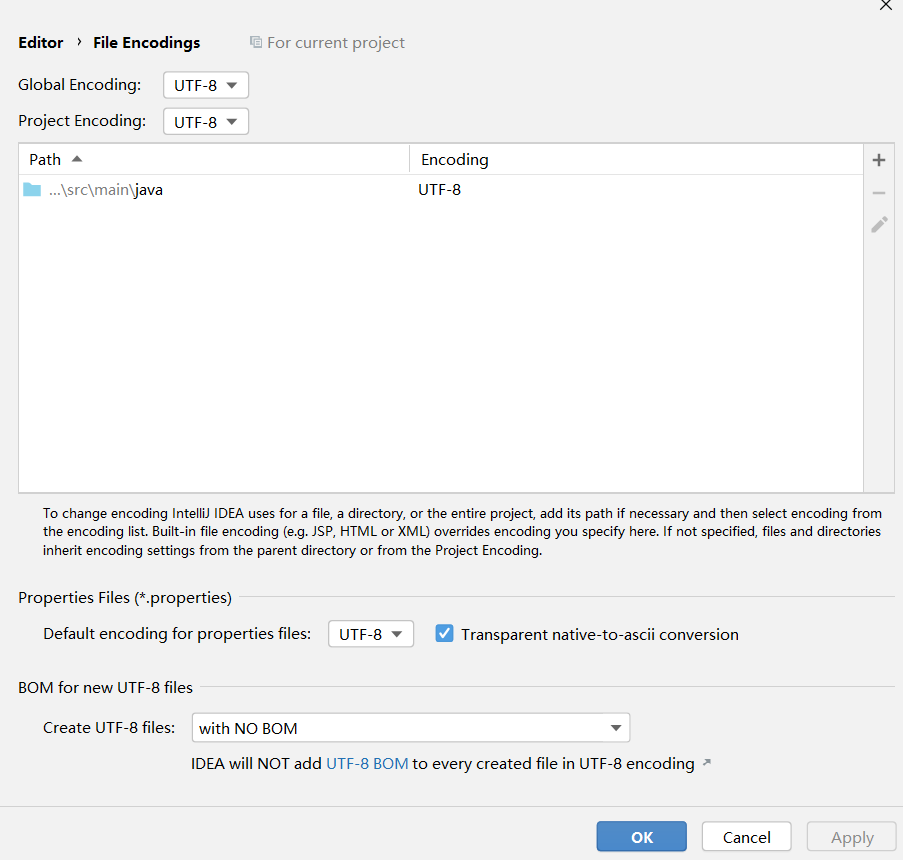 Editor › File Encodings For current project
Global Encoding: UTF-8
Project Encoding: UTF-8
Path Encoding
...\src\main\java UTF-8
To change encoding IntelliJ IDEA uses for a file, a directory, or the entire project, add its path if necessary and then select encoding from
the encoding list. Built-in file encoding (e.g. JSP, HTML or XML) overrides encoding you specify here. If not specified, files and directories
inherit encoding settings from the parent directory or from the Project Encoding.
Properties Files (*.properties)
Default encoding for properties files: UTF-8 Transparent native-to-ascii conversion
BOM for new UTF-8 files
Create UTF-8 files: with NO BOM
IDEA will NOT add UTF-8 BOM to every created file in UTF-8 encoding
OK Cancel Apply